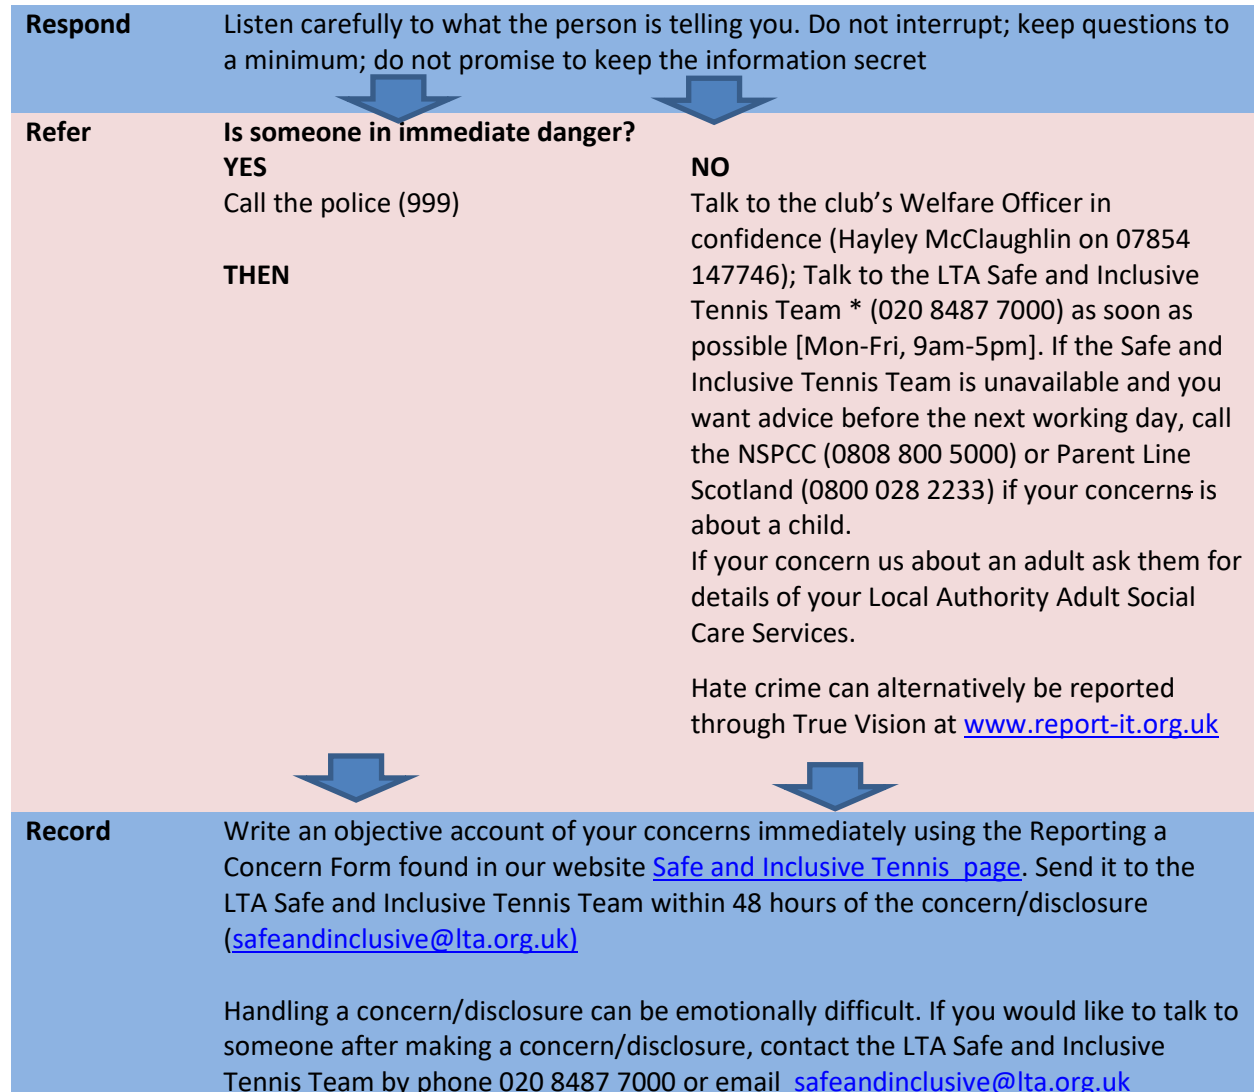 Respond
Listen carefully to what the person is telling you. Do not interrupt; keep questions to
a minimum; do not promise to keep the information secret
Refer
Is someone in immediate danger?
YES
Call the police (999)
THEN
NO
Talk to the club’s Welfare Officer in
confidence (Hayley McClaughlin on 07854
147746); Talk to the LTA Safe and Inclusive
Tennis Team * (020 8487 7000) as soon as
possible [Mon-Fri, 9am-5pm]. If the Safe and
Inclusive Tennis Team is unavailable and you
want advice before the next working day, call
the NSPCC (0808 800 5000) or Parent Line
Scotland (0800 028 2233) if your concerns is
about a child.
If your concern us about an adult ask them for
details of your Local Authority Adult Social
Care Services.
Hate crime can alternatively be reported
through True Vision at www.report-it.org.uk
Record
Write an objective account of your concerns immediately using the Reporting a
Concern Form found in our website Safe and Inclusive Tennis  page. Send it to the
LTA Safe and Inclusive Tennis Team within 48 hours of the concern/disclosure
(safeandinclusive@lta.org.uk)
Handling a concern/disclosure can be emotionally difficult. If you would like to talk to
someone after making a concern/disclosure, contact the LTA Safe and Inclusive
Tennis Team by phone 020 8487 7000 or email  safeandinclusive@lta.org.uk